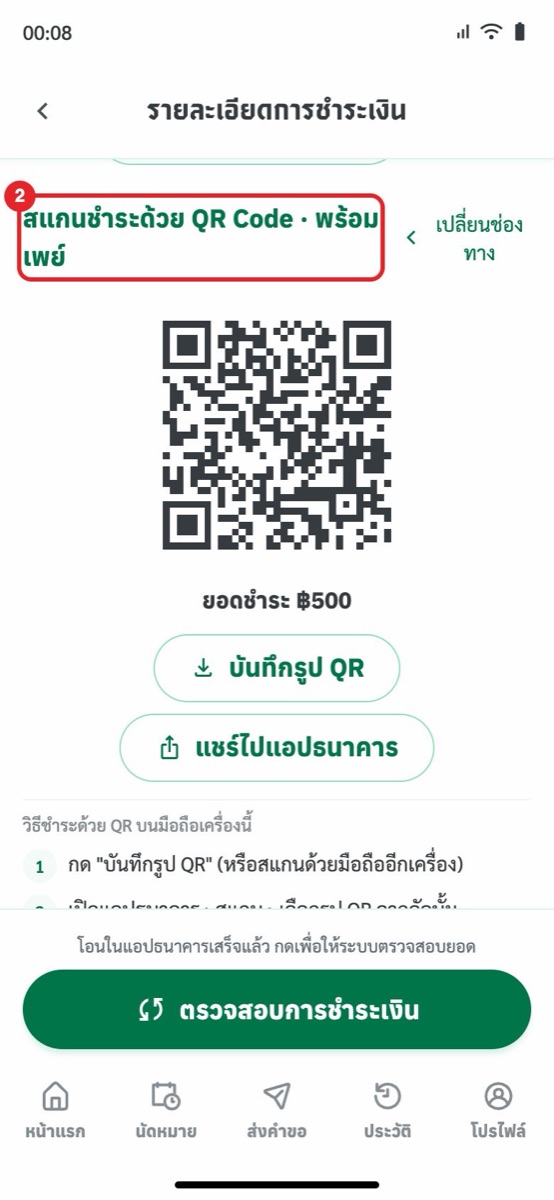 00:08
รายละเอียดการชำระเงิน
2
สแกนชำระด้วย QR Code · พร้อม
เพย์
เปลี่ยนช่อง
ทาง
ยอดชำระ ฿500
บันทึกรูป QR
แชร์ไปแอปธนาคาร
วิธีชำระด้วย QR บนมือถือเครื่องนี้
1 กด "บันทึกรูป QR" (หรือสแกนด้วยมือถืออีกเครื่อง)
โอนในแอปธนาคารเสร็จแล้ว กดเพื่อให้ระบบตรวจสอบยอด
ตรวจสอบการชำระเงิน
หน้าแรก นัดหมาย ส่งคำขอ ประวัติ โปรไฟล์